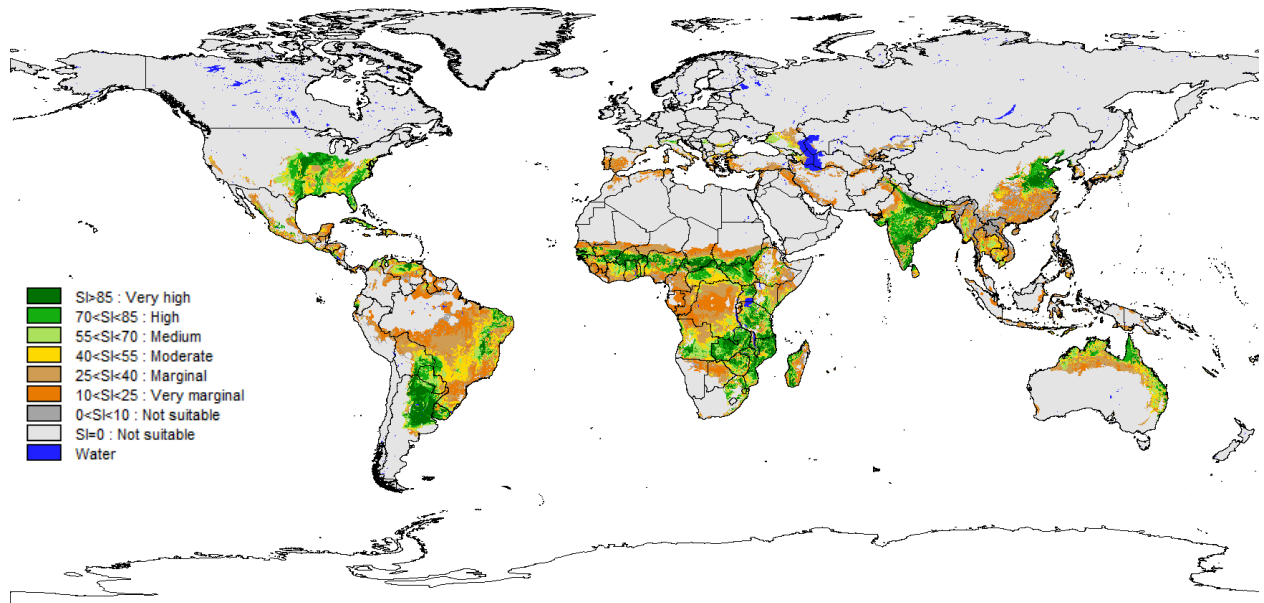 SI>85 : Very high
70<SI<85 : High
55<SI<70 : Medium
40<SI<55 : Moderate
25<SI<40 : Marginal
10<SI<25 : Very marginal
0<SI<10 : Not suitable
SI=0 : Not suitable
Water